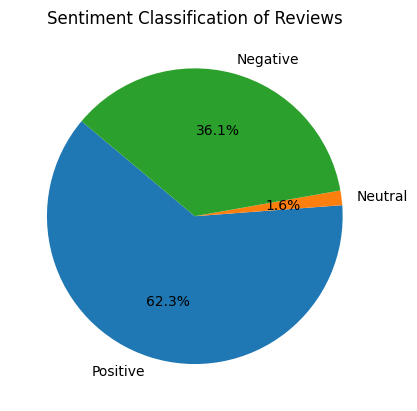 Sentiment Classification of Reviews
Negative
36.1%
Neutral
1.6%
62.3%
Positive